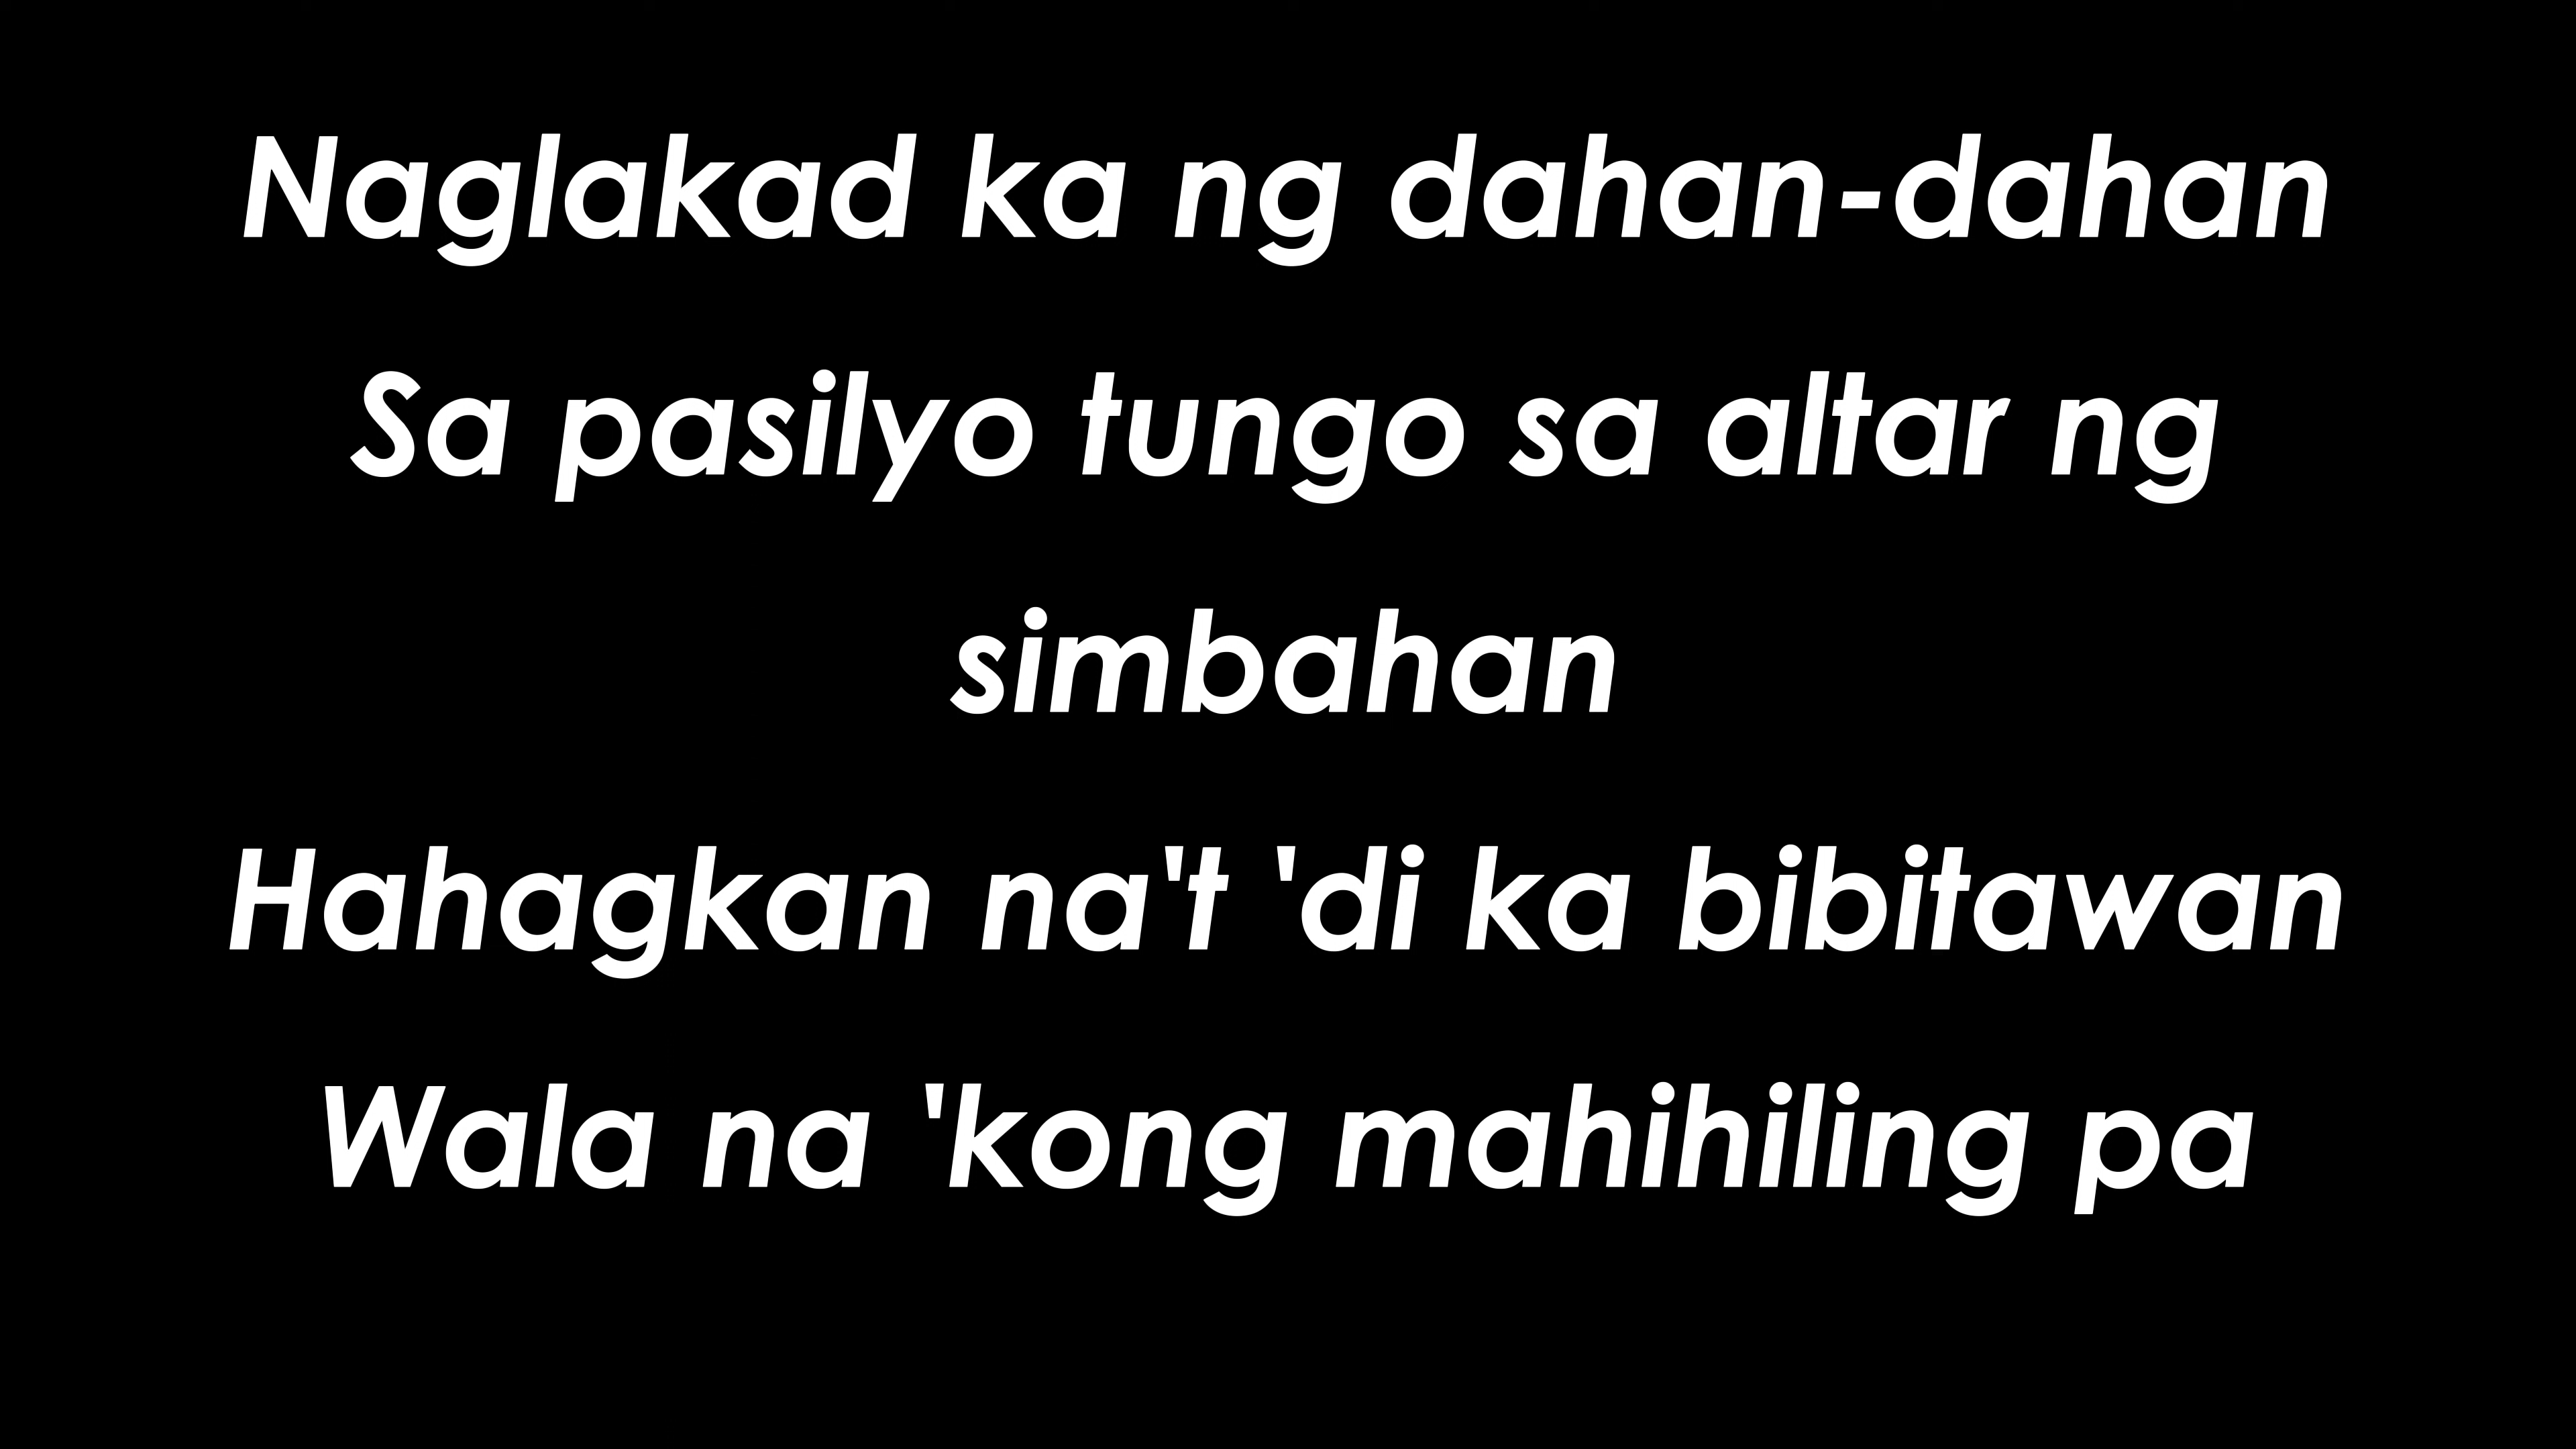 Naglakad ka ng dahan-dahan
Sa pasilyo tungo sa altar ng
simbahan
Hahagkan na't 'di ka bibitawan
Wala na 'kong mahihiling pa